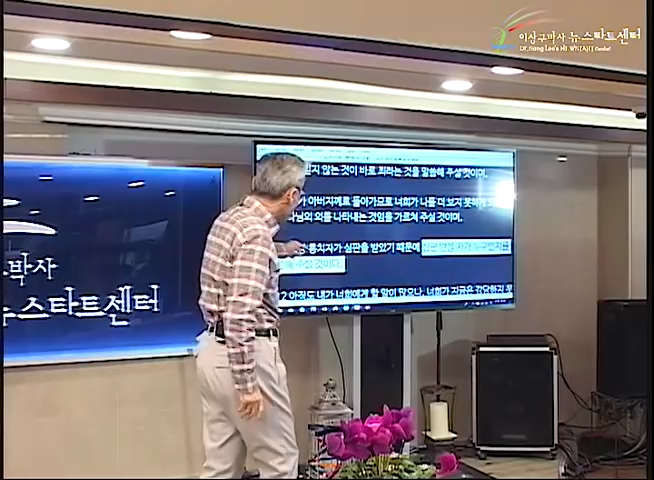 이상구박사 뉴스타트센터
Dr. Sang Lee's NEWSTART Center
믿지 않는 것이 바로 죄라는 것을 말씀해 주실 것이며,
아버지께로 돌아가므로 너희가 나를 더 보지 못하
나님의 의를 나타내는 것임을 가르쳐 주실 것이며,
통치자가 심판을 받았기 때문에
주실 것이다.
2 아직도 내가 너희에게 할 말이 많으나, 너희가 지금은 감당하지 못
박사
뉴스타트센터